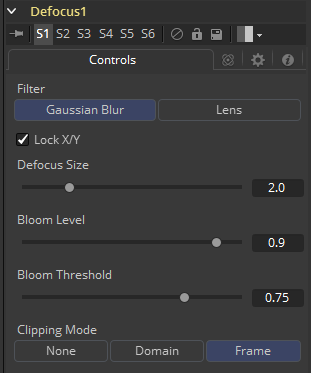 Defocus1
S1 S2 S3 S4 S5 S6
Controls
Filter
Gaussian Blur Lens
Lock X/Y
Defocus Size
2.0
Bloom Level
0.9
Bloom Threshold
0.75
Clipping Mode
None Domain Frame